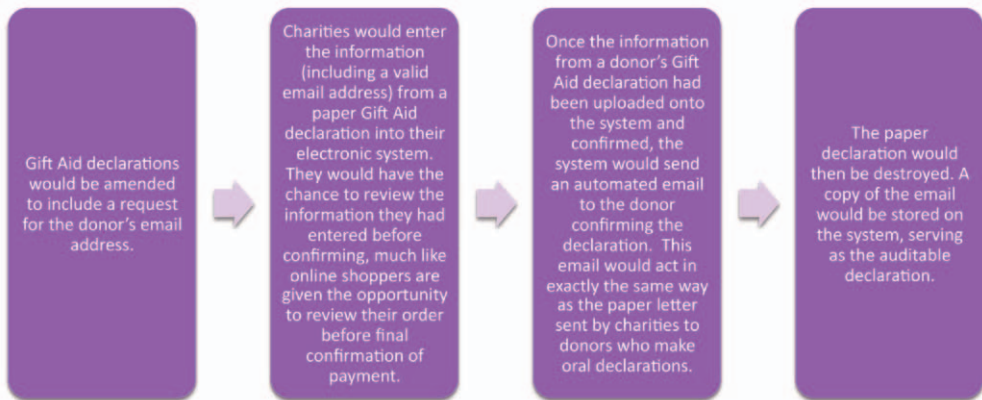 Gift Aid declarations
would be amended
to include a request
for the donor's email
address.
Charities would enter
the information
(including a valid
email address) from a
paper Gift Aid
declaration into their
electronic system.
They would have the
chance to review the
information they had
entered before
confirming, much like
online shoppers are
given the opportunity
to review their order
before final
confirmation of
payment.
Once the information
from a donor's Gift
Aid declaration had
been uploaded onto
the system and
confirmed, the
system would send
an automated email
to the donor
confirming the
declaration. This
email would act in
exactly the same way
as the paper letter
sent by charities to
donors who make
oral declarations.
The paper
declaration would
then be destroyed. A
copy of the email
would be stored on
the system, serving
as the auditable
declaration.